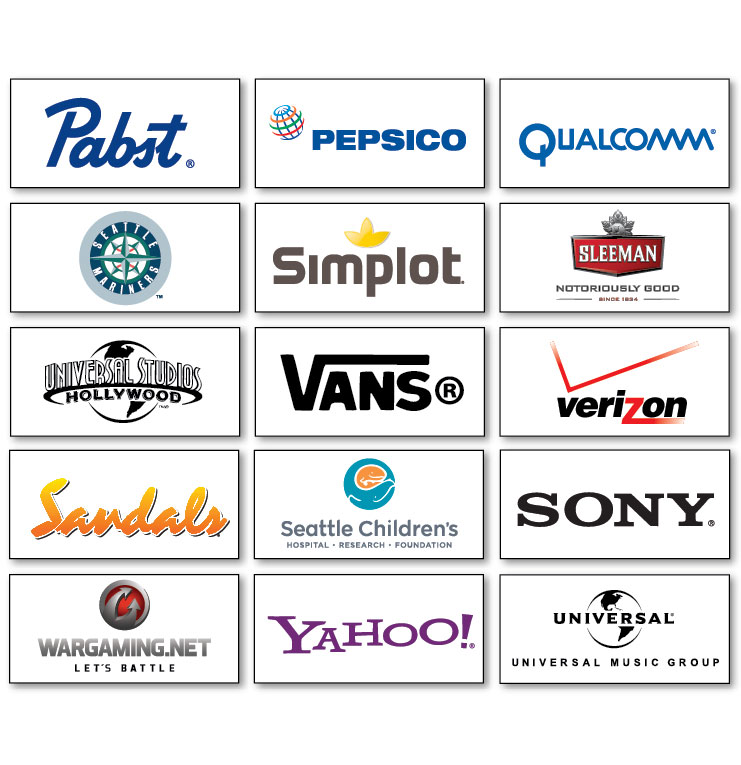 Pabst®
PEPSICO
QUALCOMM®
SEATTLE
MARINERS
™
Simplot
SLEEMAN
NOTORIOUSLY GOOD
SINCE 1834
UNIVERSAL STUDIOS
HOLLYWOOD
VANS®
verizon
Sandals
Seattle Children's
HOSPITAL • RESEARCH • FOUNDATION
SONY®
WARGAMING.NET
LET'S BATTLE
YAHOO!®
UNIVERSAL®
UNIVERSAL MUSIC GROUP